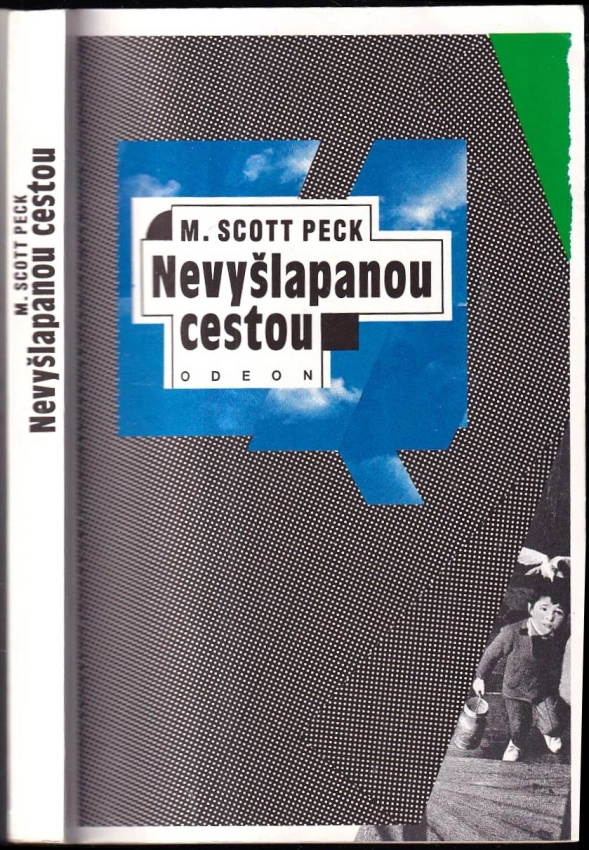 M. SCOTT PECK
Nevyšlapanou cestou
M. SCOTT PECK
Nevyšlapanou
cestou
ODEON